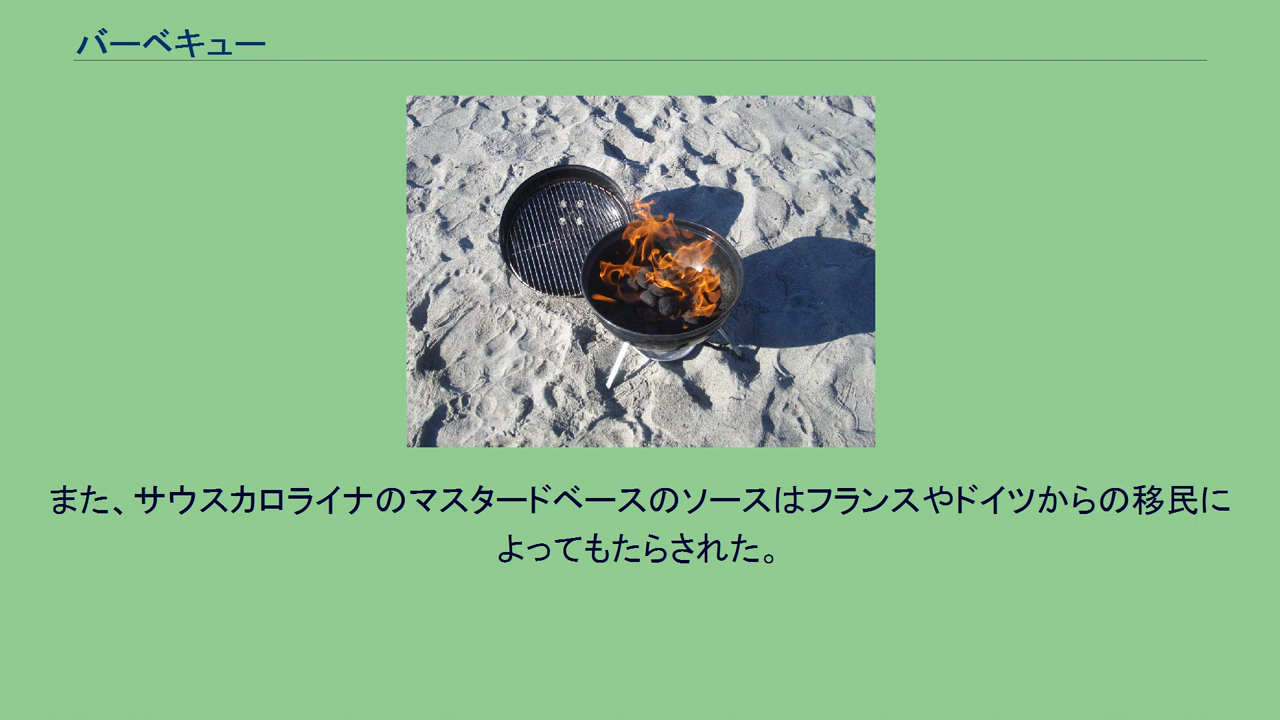 バーベキュー
また、サウスカロライナのマスタードベースのソースはフランスやドイツからの移民に
よってもたらされた。